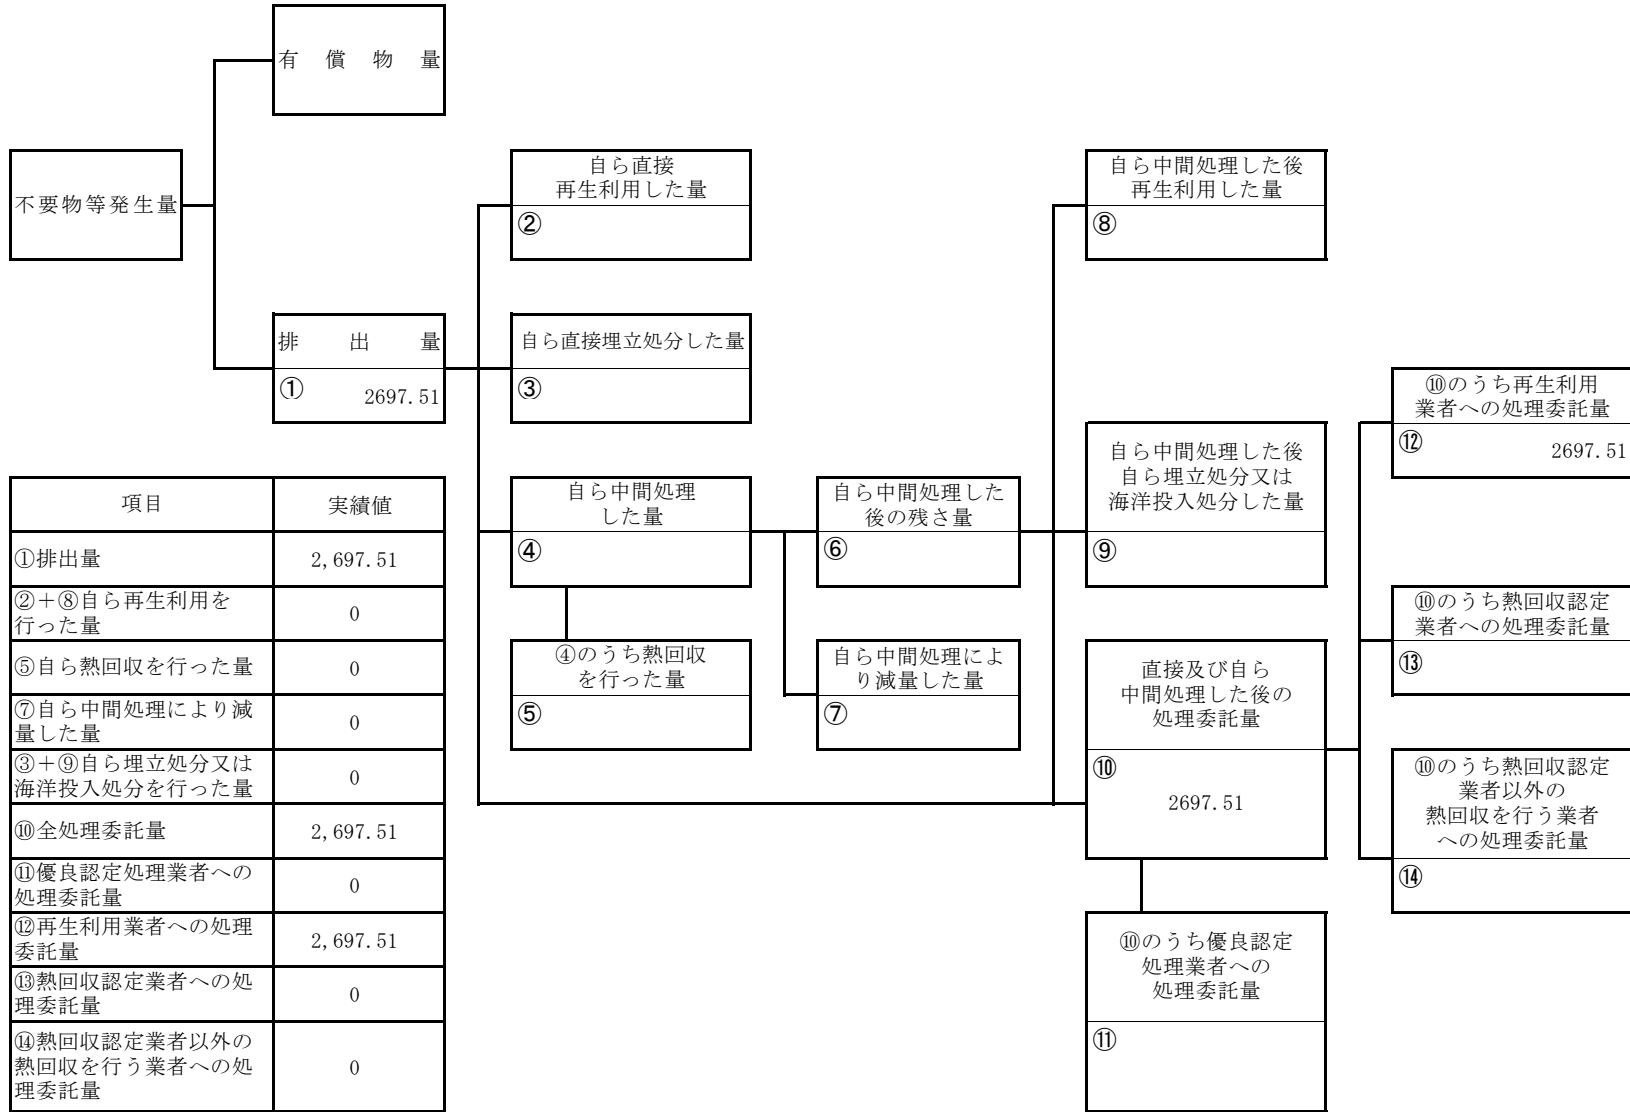 有償物量
不要物等発生量
排出量
① 2697.51
自ら直接
再生利用した量
②
自ら直接埋立処分した量
③
自ら中間処理
した量
④
④のうち熱回収
を行った量
⑤
自ら中間処理した
後の残さ量
⑥
自ら中間処理によ
り減量した量
⑦
自ら中間処理した後
再生利用した量
⑧
自ら中間処理した後
自ら埋立処分又は
海洋投入処分した量
⑨
直接及び自ら
中間処理した後の
処理委託量
⑩
2697.51
⑩のうち優良認定
処理業者への
処理委託量
⑪
⑩のうち再生利用
業者への処理委託量
⑫ 2697.51
⑩のうち熱回収認定
業者への処理委託量
⑬
⑩のうち熱回収認定
業者以外の
熱回収を行う業者
への処理委託量
⑭
項目 実績値
①排出量 2,697.51
②+⑧自ら再生利用を
行った量 0
⑤自ら熱回収を行った量 0
⑦自ら中間処理により減
量した量 0
③+⑨自ら埋立処分又は
海洋投入処分を行った量 0
⑩全処理委託量 2,697.51
⑪優良認定処理業者への
処理委託量 0
⑫再生利用業者への処理
委託量 2,697.51
⑬熱回収認定業者への処
理委託量 0
⑭熱回収認定業者以外の
熱回収を行う業者への処
理委託量 0